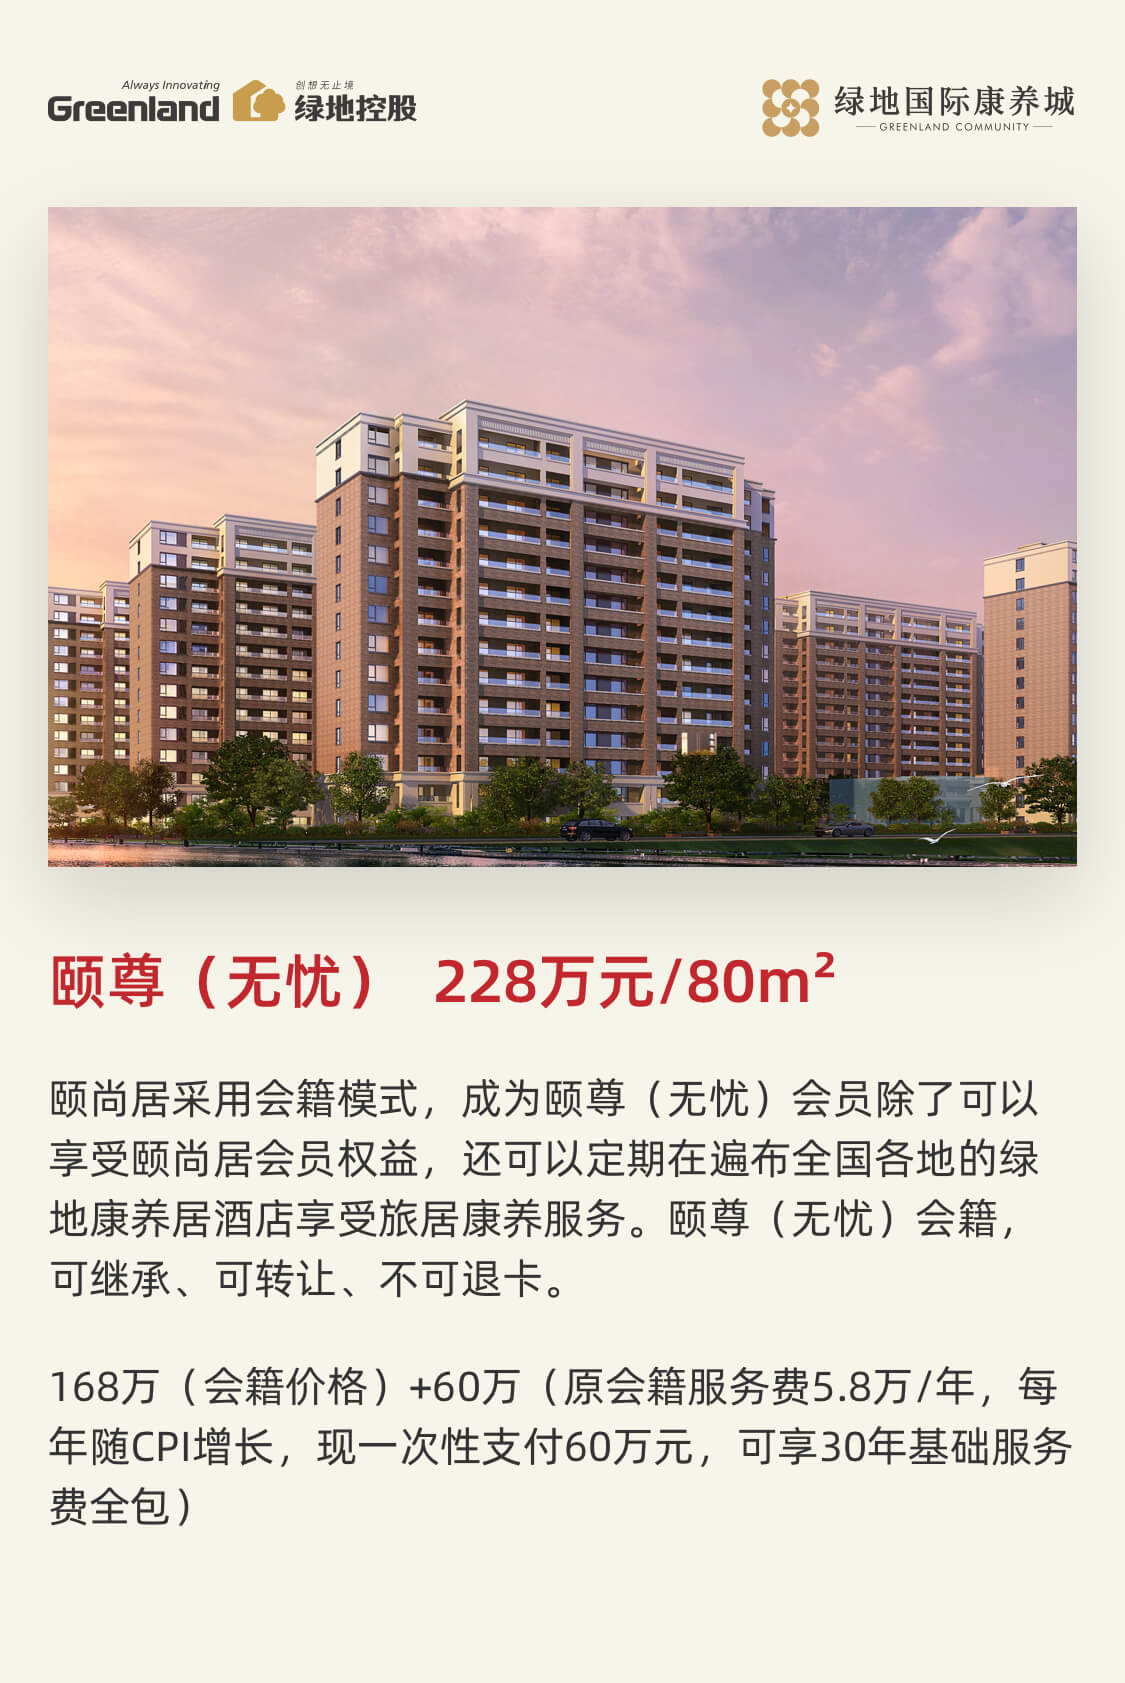 Always Innovating
Greenland
创想无止境
绿地控股
绿地国际康养城
GREENLAND COMMUNITY
颐尊（无忧） 228万元/80m²
颐尚居采用会籍模式，成为颐尊（无忧）会员除了可以
享受颐尚居会员权益，还可以定期在遍布全国各地的绿
地康养居酒店享受旅居康养服务。颐尊（无忧）会籍，
可继承、可转让、不可退卡。
168万（会籍价格）+60万（原会籍服务费5.8万/年，每
年随CPI增长，现一次性支付60万元，可享30年基础服务
费全包）